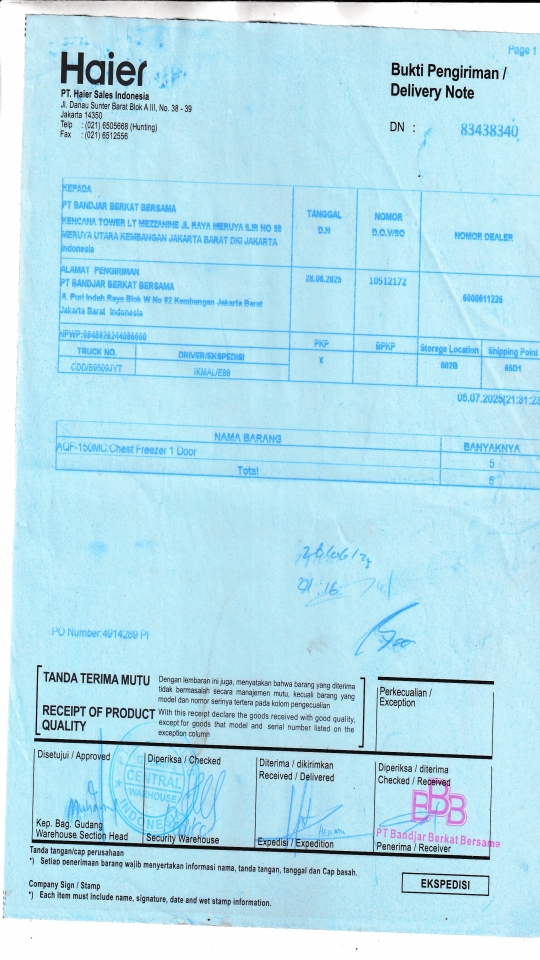 Page 1
Haier
PT. Haier Sales Indonesia
Jl. Danau Sunter Barat Blok A III, No. 38 - 39
Jakarta 14350
Telp : (021) 6505668 (Hunting)
Fax : (021) 6512556
Bukti Pengiriman /
Delivery Note
DN : 83438340
KEPADA
PT BANDJAR BERKAT BERSAMA
KENCANA TOWER LT MEZZANINE JL RAYA MERUYA ILIR NO 88
MERUYA UTARA KEMBANGAN JAKARTA BARAT DKI JAKARTA
Indonesia
TANGGAL
D.N
NOMOR
D.O.V/SO
NOMOR DEALER
ALAMAT PENGIRIMAN
PT BANDJAR BERKAT BERSAMA
Jl. Puri Indah Raya Blok W No 62 Kembangan Jakarta Barat
Jakarta Barat Indonesia
28.06.2025
10512172
NPWP:
TRUCK NO.
DRIVER/EKSPEDISI
PKP
BPKP
Storage Location
Shipping Point
CDD/B9509JYT
IKMAL/E88
X
002B
05.07.2025(21:31:23
NAMA BARANG
BANYAKNYA
AQF-150MC:Chest Freezer 1 Door
5
Total
5
21:16
PO Number:4914289 PI
TANDA TERIMA MUTU
Dengan lembaran ini juga, menyatakan bahwa barang yang diterima
tidak bermasalah secara manajemen mutu, kecuali barang yang
model dan nomor serinya tertera pada kolom pengecualian
RECEIPT OF PRODUCT
QUALITY
With this receipt declare the goods received with good quality,
except for goods that model and serial number listed on the
exception column
Perkecualian /
Exception
Disetujui / Approved
Diperiksa / Checked
Diterima / dikirimkan
Received / Delivered
Diperiksa / diterima
Checked / Received
CENTRAL
WAREHOUSE
INDONESIA
BBB
PT Bandjar Berkat Bersama
Kep. Bag. Gudang
Warehouse Section Head
Security Warehouse
Expedisi / Expedition
Penerima / Receiver
Tanda tangan/cap perusahaan
*) Setiap penerimaan barang wajib menyertakan informasi nama, tanda tangan, tanggal dan Cap basah.
Company Sign / Stamp
*) Each item must include name, signature, date and wet stamp information.
EKSPEDISI